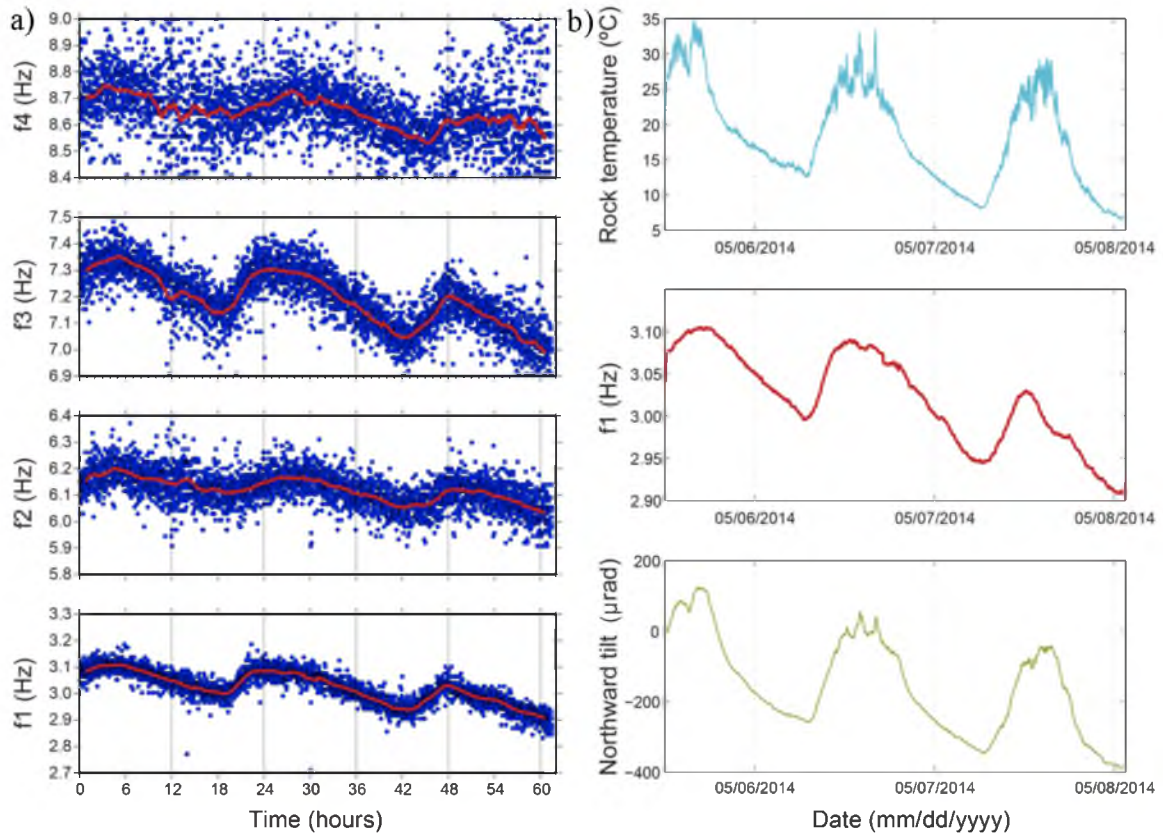 a)
f4 (Hz)
9.0
8.9
8.8
8.7
8.6
8.5
8.4
f3 (Hz)
7.5
7.4
7.3
7.2
7.1
7.0
6.9
f2 (Hz)
6.4
6.3
6.2
6.1
6.0
5.9
5.8
f1 (Hz)
3.3
3.2
3.1
3.0
2.9
2.8
2.7
0 6 12 18 24 30 36 42 48 54 60
Time (hours)
b)
Rock temperature (ºC)
35
30
25
20
15
10
5
05/06/2014 05/07/2014 05/08/2014
f1 (Hz)
3.10
3.05
3.00
2.95
2.90
05/06/2014 05/07/2014 05/08/2014
Northward tilt (μrad)
200
0
−200
−400
05/06/2014 05/07/2014 05/08/2014
Date (mm/dd/yyyy)